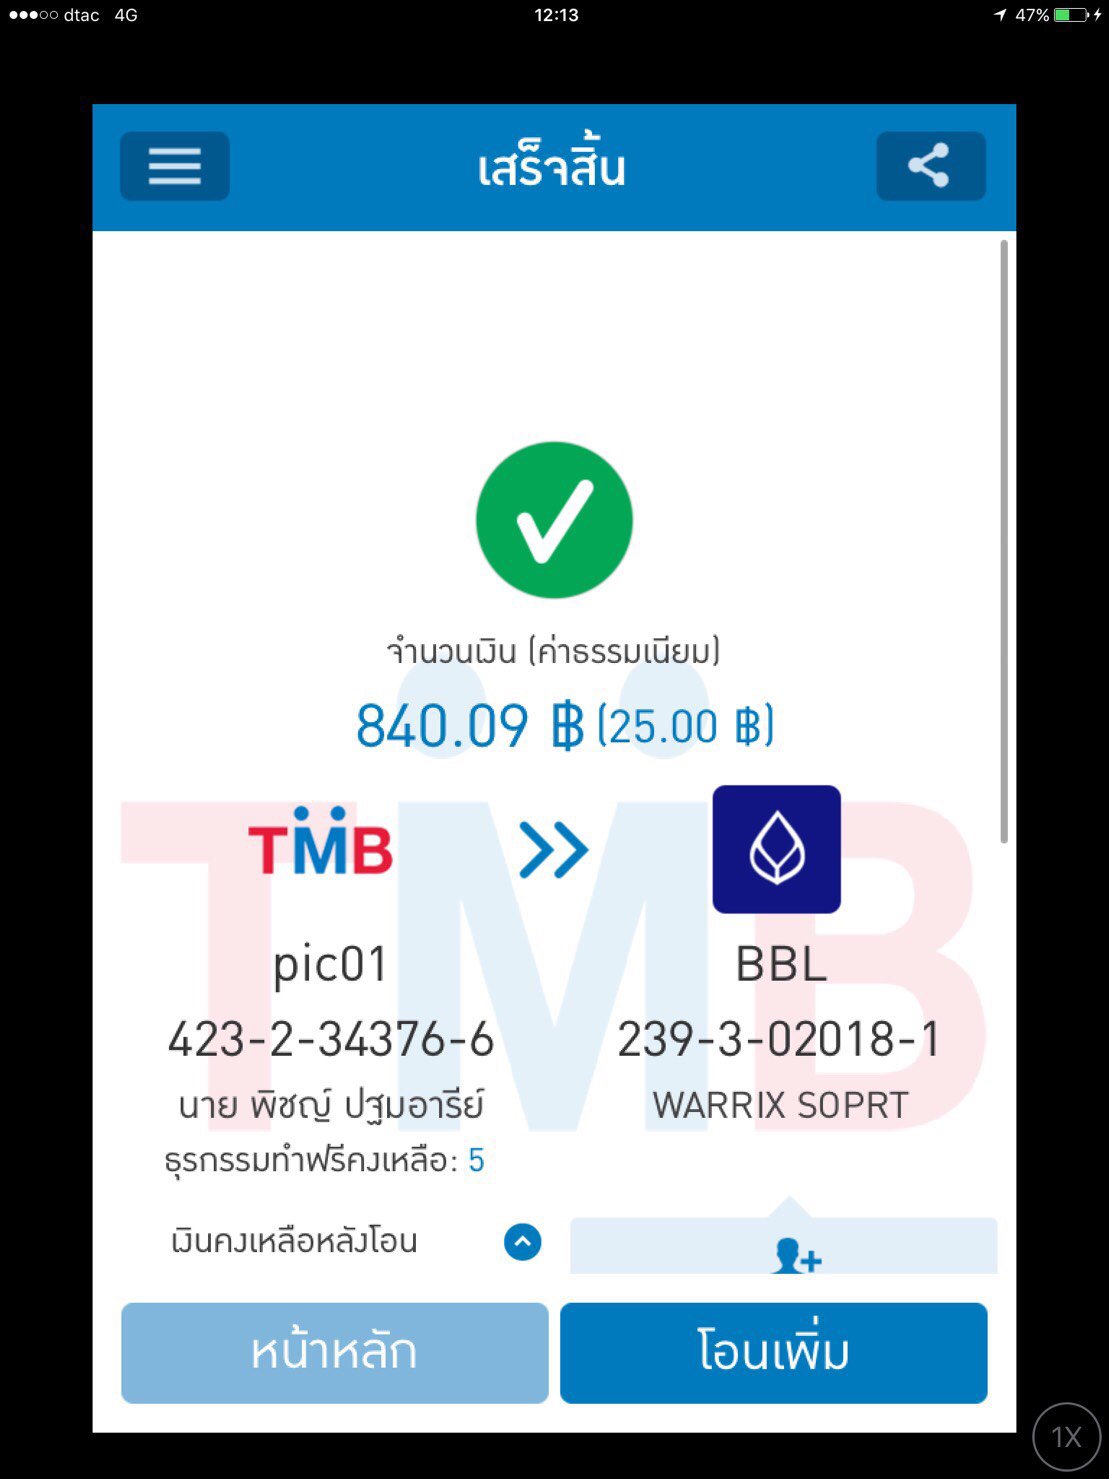 dtac 4G 12:13 47%
เสร็จสิ้น
จำนวนเงิน (ค่าธรรมเนียม)
840.09 ฿ (25.00 ฿)
TMB
pic01 BBL
423-2-34376-6 239-3-02018-1
นาย พิชญ์ ปฐมอารีย์ WARRIX SOPRT
ธุรกรรมทำฟรีคงเหลือ: 5
เงินคงเหลือหลังโอน
หน้าหลัก โอนเพิ่ม
1X
TMB